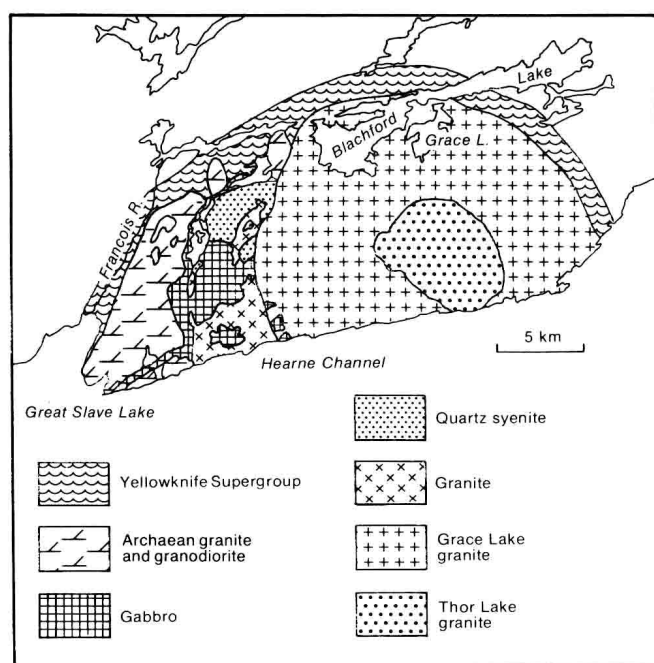 Lake
Blachford
Grace L.
Francois R.
5 km
Hearne Channel
Great Slave Lake
Yellowknife Supergroup
Archaean granite
and granodiorite
Gabbro
Quartz syenite
Granite
Grace Lake
granite
Thor Lake
granite